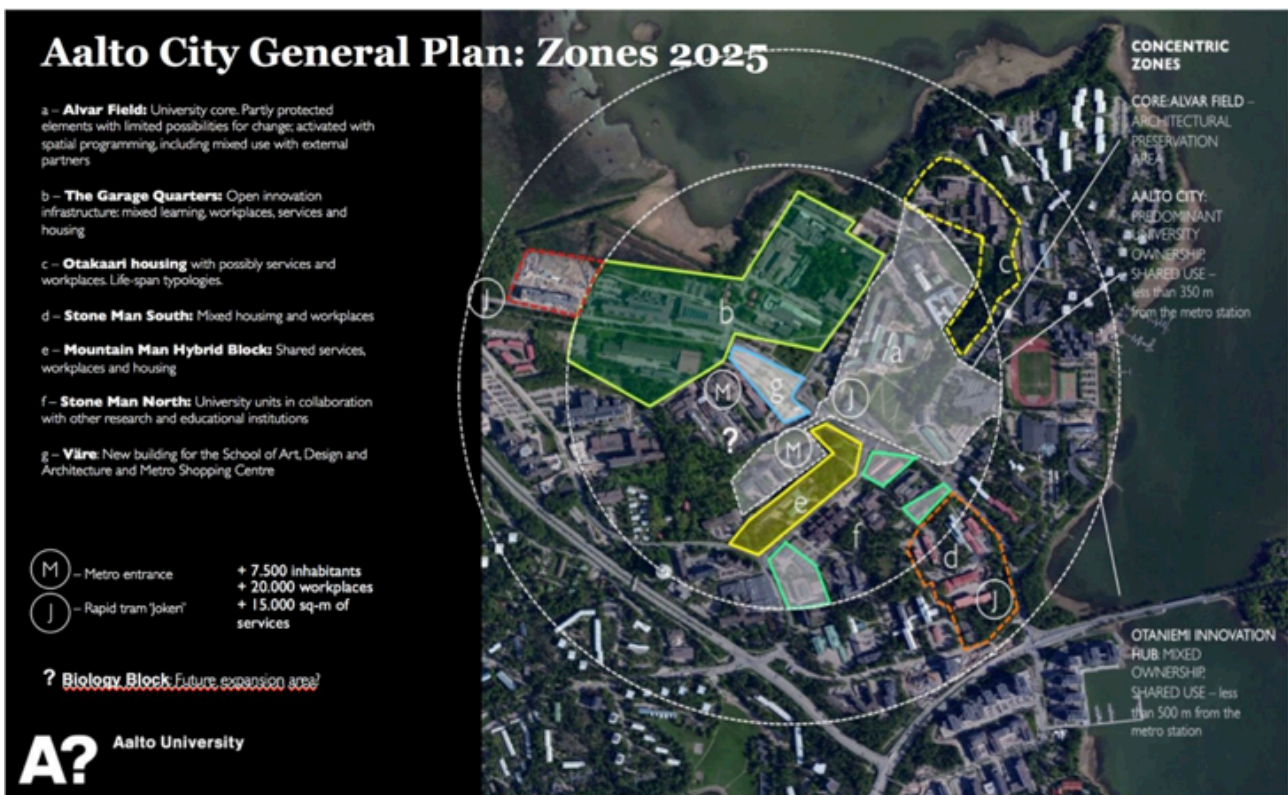 Aalto City General Plan: Zones 2025
a – Alvar Field: University core. Partly protected
elements with limited possibilities for change; activated with
spatial programming, including mixed use with external
partners
b – The Garage Quarters: Open innovation
infrastructure: mixed learning, workplaces, services and
housing
c – Otakaari housing with possibly services and
workplaces. Life-span typologies.
d – Stone Man South: Mixed housimg and workplaces
e – Mountain Man Hybrid Block: Shared services,
workplaces and housing
f – Stone Man North: University units in collaboration
with other research and educational institutions
g – Väre: New building for the School of Art, Design and
Architecture and Metro Shopping Centre
M – Metro entrance
J – Rapid tram "Jokeri"
+ 7.500 inhabitants
+ 20.000 workplaces
+ 15.000 sq-m of
services
? Biology Block: Future expansion area?
A? Aalto University
J
b
c
a
M
g
J
?
M
e
f
d
J
CONCENTRIC
ZONES
CORE: ALVAR FIELD –
ARCHITECTURAL
PRESERVATION
AREA
AALTO CITY:
PREDOMINANT
UNIVERSITY
OWNERSHIP,
SHARED USE –
less than 350 m
from the metro station
OTANIEMI INNOVATION
HUB: MIXED
OWNERSHIP,
SHARED USE – less
than 500 m from the
metro station